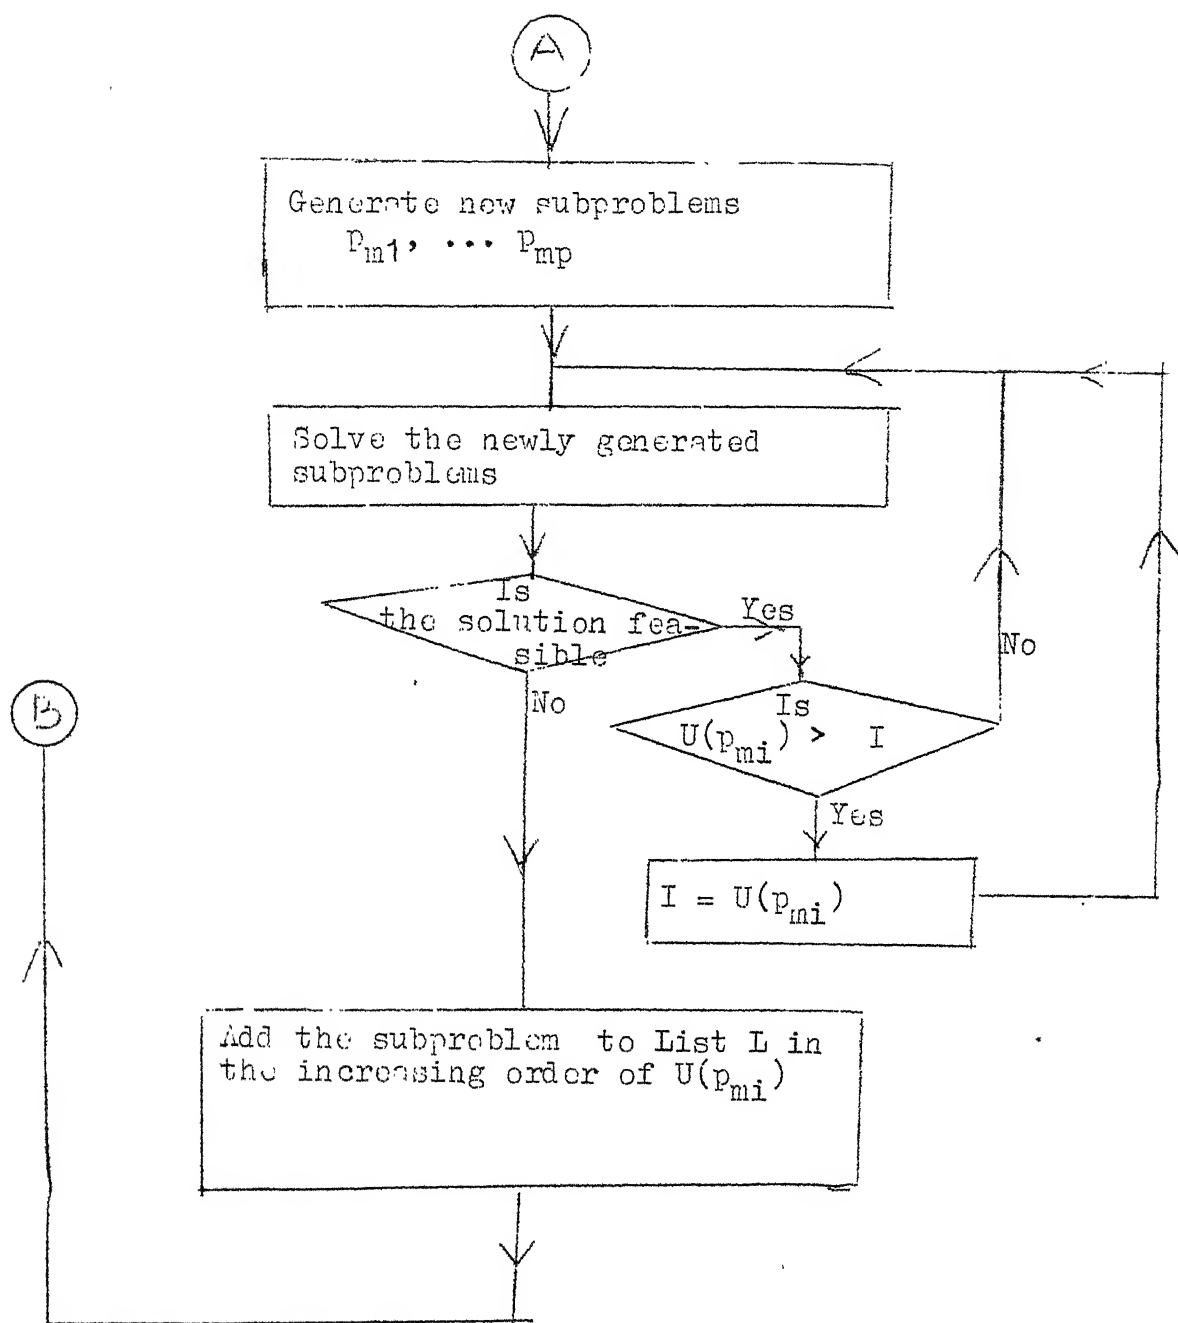 A
Generate new subproblems
p_m1, ... p_mp
Solve the newly generated
subproblems
Is
the solution fea-
sible
Yes
No
No
B
Is
U(p_mi) > I
Yes
I = U(p_mi)
Add the subproblem to List L in
the increasing order of U(p_mi)